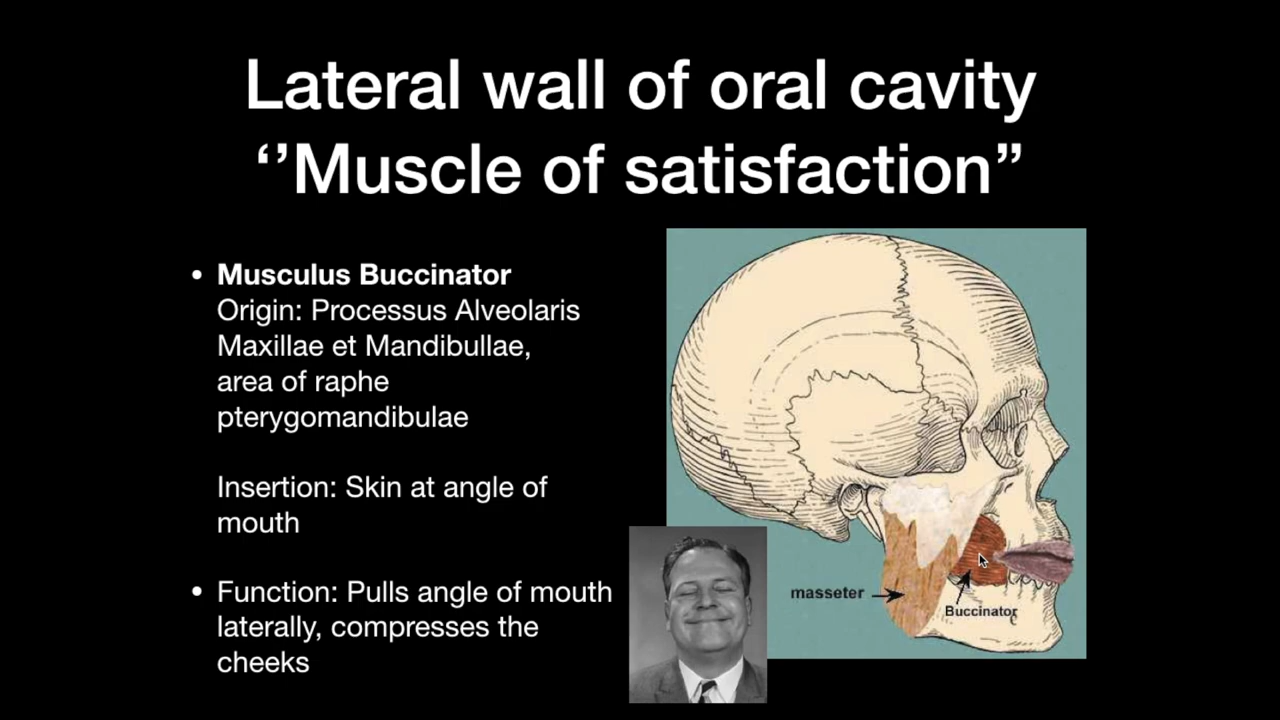 Lateral wall of oral cavity
‘’Muscle of satisfaction”
• Musculus Buccinator
Origin: Processus Alveolaris
Maxillae et Mandibullae,
area of raphe
pterygomandibulae
Insertion: Skin at angle of
mouth
• Function: Pulls angle of mouth
laterally, compresses the
cheeks
masseter
Buccinator